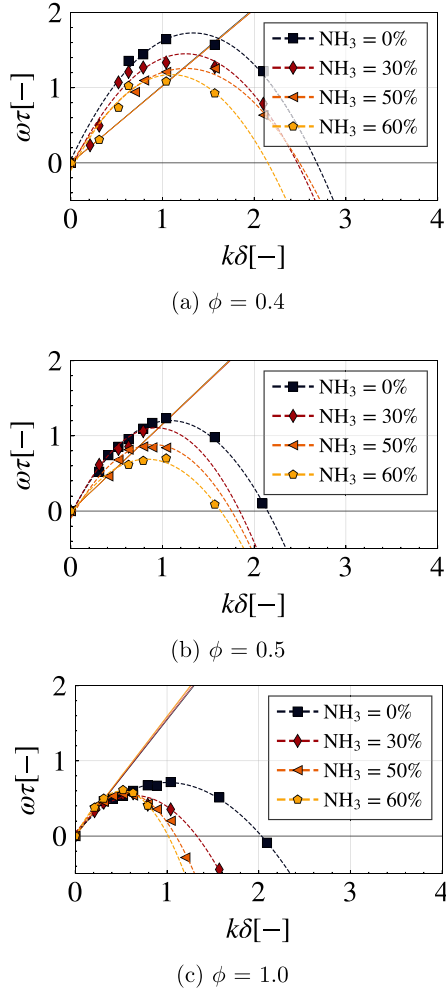 2
1
0
ωτ[−]
NH3 = 0%
NH3 = 30%
NH3 = 50%
NH3 = 60%
0 1 2 3 4
kδ[−]
(a) ϕ = 0.4
2
1
0
ωτ[−]
NH3 = 0%
NH3 = 30%
NH3 = 50%
NH3 = 60%
0 1 2 3 4
kδ[−]
(b) ϕ = 0.5
2
1
0
ωτ[−]
NH3 = 0%
NH3 = 30%
NH3 = 50%
NH3 = 60%
0 1 2 3 4
kδ[−]
(c) ϕ = 1.0